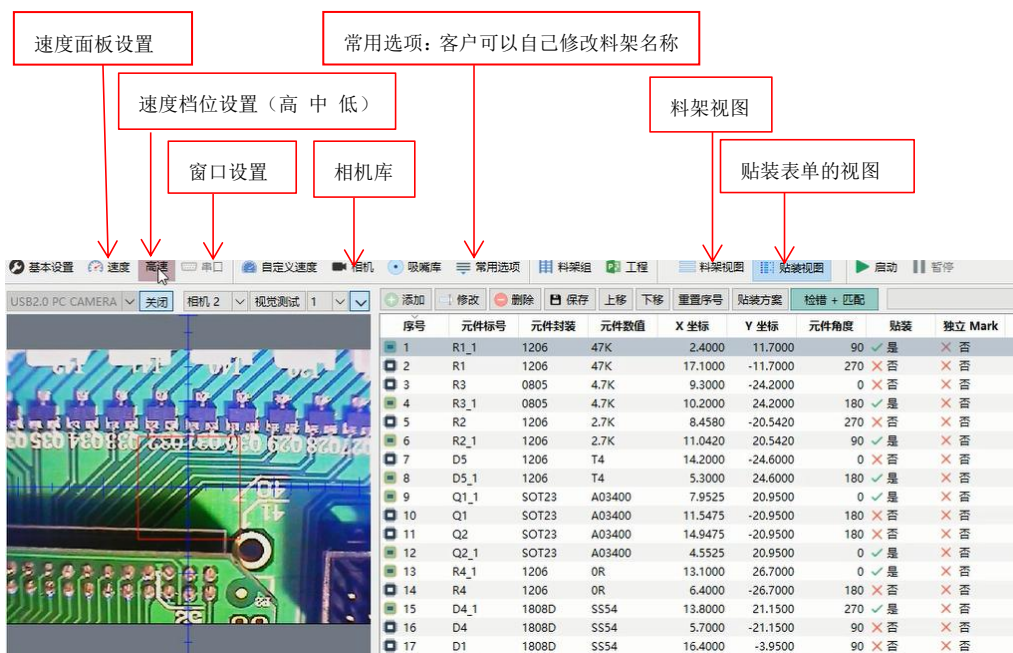 速度面板设置
常用选项：客户可以自己修改料架名称
速度档位设置（高 中 低）
料架视图
窗口设置
相机库
贴装表单的视图
基本设置 速度 高速 串口 自定义速度 相机 吸嘴库 常用选项 料架组 工程 料架视图 贴装视图 启动 暂停
USB2.0 PC CAMERA 关闭 相机 2 视觉测试 1 添加 修改 删除 保存 上移 下移 重置序号 贴装方案 检错 + 匹配
序号 元件标号 元件封装 元件数值 X 坐标 Y 坐标 元件角度 贴装 独立 Mark
1 R1_1 1206 47K 2.4000 11.7000 90 是 否
2 R1 1206 47K 17.1000 -11.7000 270 否 否
3 R3 0805 4.7K 9.3000 -24.2000 0 否 否
4 R3_1 0805 4.7K 10.2000 24.2000 180 是 否
5 R2 1206 2.7K 8.4580 -20.5420 270 否 否
6 R2_1 1206 2.7K 11.0420 20.5420 90 是 否
7 D5 1206 T4 14.2000 -24.6000 0 否 否
8 D5_1 1206 T4 5.3000 24.6000 180 是 否
9 Q1_1 SOT23 A03400 7.9525 20.9500 0 是 否
10 Q1 SOT23 A03400 11.5475 -20.9500 180 否 否
11 Q2 SOT23 A03400 14.9475 -20.9500 180 否 否
12 Q2_1 SOT23 A03400 4.5525 20.9500 0 是 否
13 R4_1 1206 0R 13.1000 26.7000 0 是 否
14 R4 1206 0R 6.4000 -26.7000 180 否 否
15 D4_1 1808D SS54 13.8000 21.1500 270 是 否
16 D4 1808D SS54 5.7000 -21.1500 90 否 否
17 D1 1808D SS54 16.4000 -3.9500 90 否 否